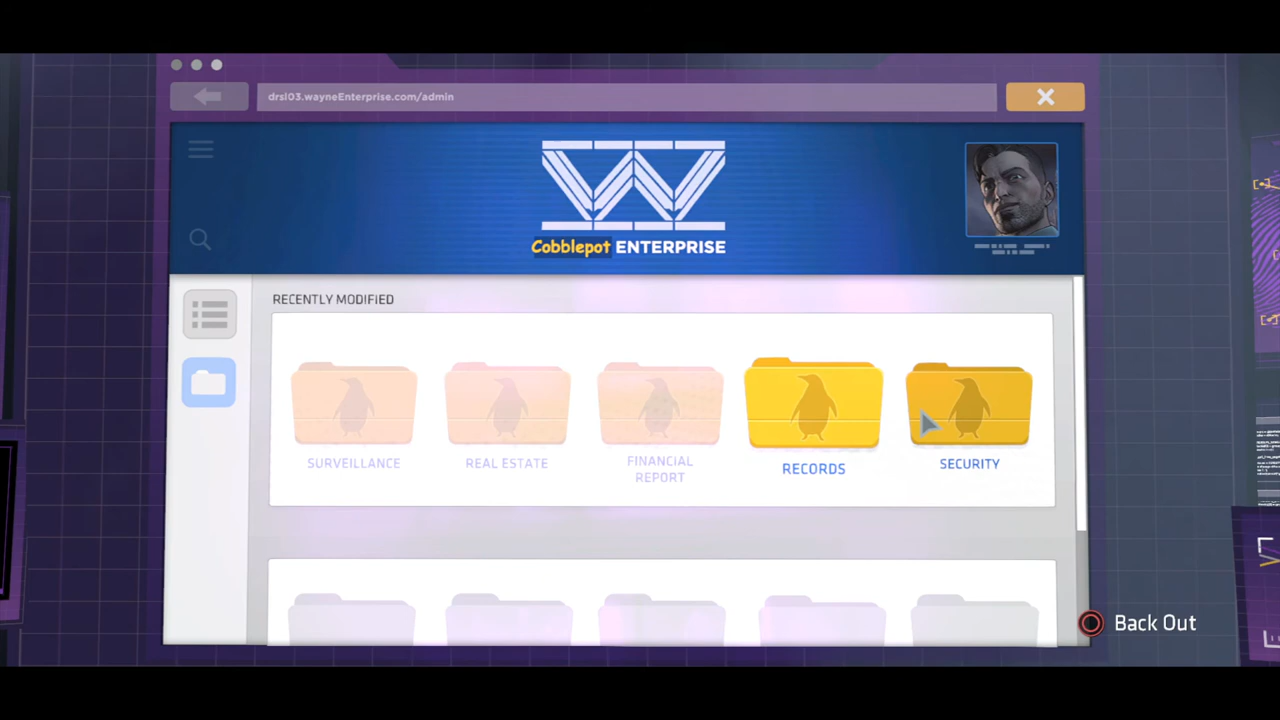 drsl03.wayneEnterprise.com/admin
Cobblepot ENTERPRISE
RECENTLY MODIFIED
SURVEILLANCE
REAL ESTATE
FINANCIAL
REPORT
RECORDS
SECURITY
Back Out